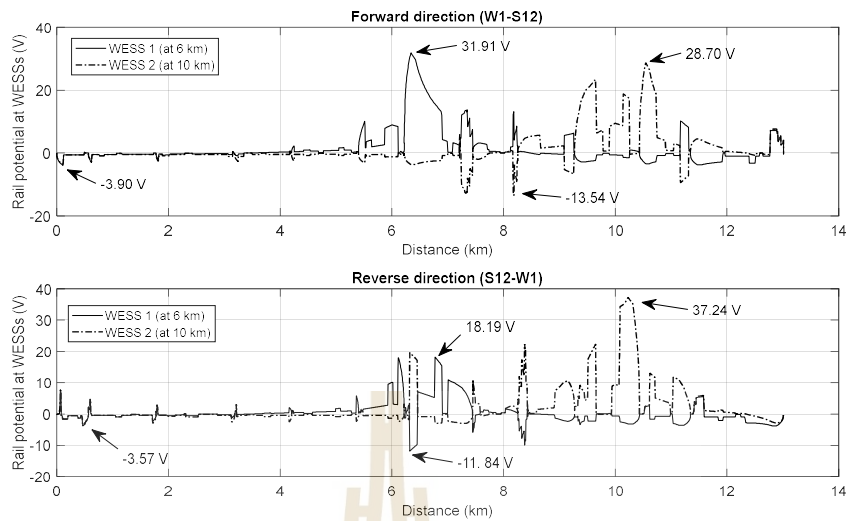 Forward direction (W1-S12)
Rail potential at WESSs (V)
40
20
0
-20
WESS 1 (at 6 km)
WESS 2 (at 10 km)
31.91 V
28.70 V
-3.90 V
-13.54 V
0 2 4 6 8 10 12 14
Distance (km)
Reverse direction (S12-W1)
Rail potential at WESSs (V)
40
30
20
10
0
-10
-20
WESS 1 (at 6 km)
WESS 2 (at 10 km)
18.19 V
37.24 V
-3.57 V
-11.84 V
0 2 4 6 8 10 12 14
Distance (km)